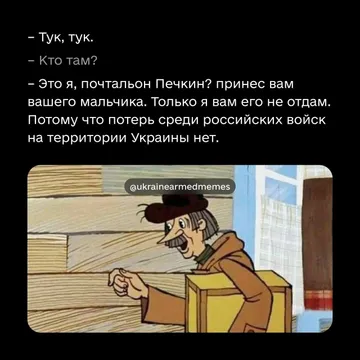 – Тук, тук.
– Кто там?
– Это я, почтальон Печкин? принес вам
вашего мальчика. Только я вам его не отдам.
Потому что потерь среди российских войск
на территории Украины нет.
@ukrainearmedmemes